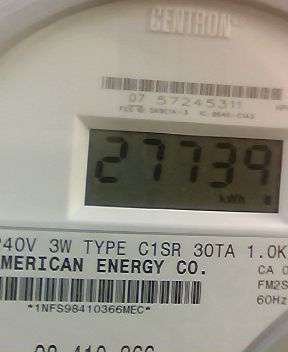 CENTRON®
07 57245311
27739
kWh
240V 3W TYPE C1SR 30TA 1.0K
AMERICAN ENERGY CO.
CA 0
FM2S
60Hz
*1NFS98410366MEC*